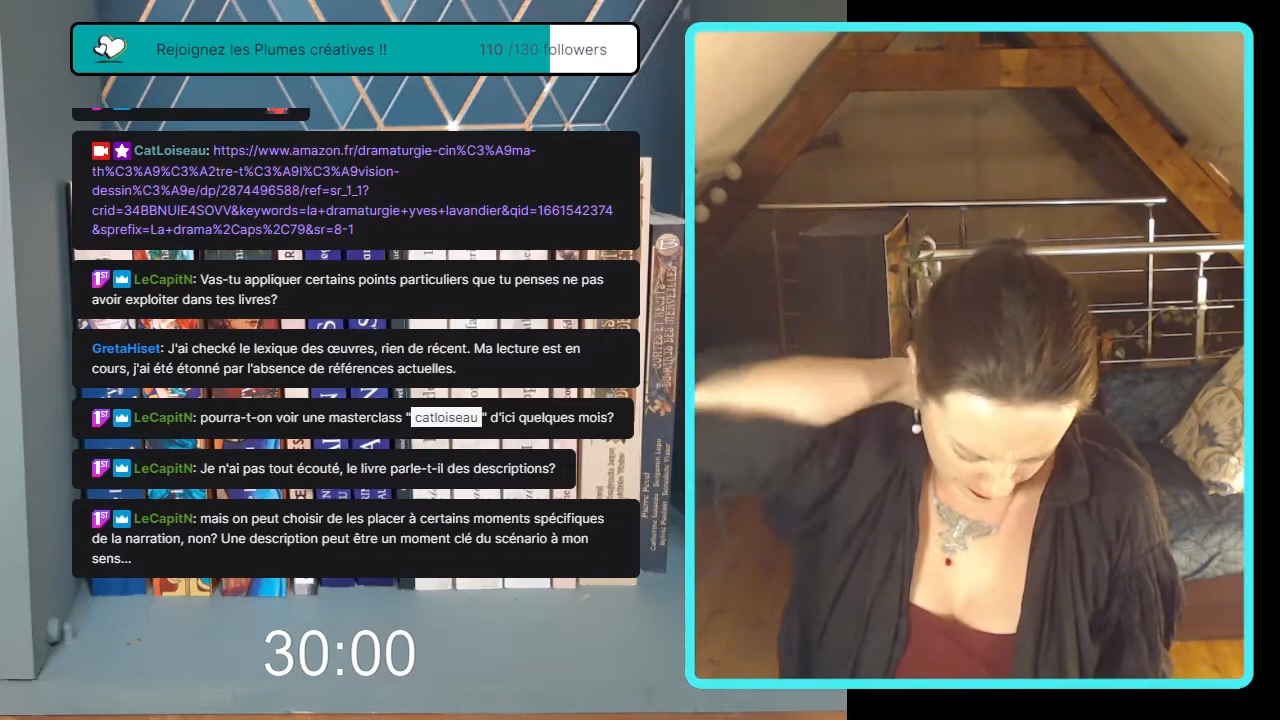 Rejoignez les Plumes créatives !!
110 /130 followers
CatLoiseau: https://www.amazon.fr/dramaturgie-cin%C3%A9ma-
th%C3%A9%C3%A2tre-t%C3%A9l%C3%A9vision-
dessin%C3%A9e/dp/2874496588/ref=sr_1_1?
crid=34BBNUIE4SOVV&keywords=la+dramaturgie+yves+lavandier&qid=1661542374
&sprefix=La+drama%2Caps%2C79&sr=8-1
1ST LeCapitN: Vas-tu appliquer certains points particuliers que tu penses ne pas
avoir exploiter dans tes livres?
GretaHiset: J'ai checké le lexique des œuvres, rien de récent. Ma lecture est en
cours, j'ai été étonné par l'absence de références actuelles.
1ST LeCapitN: pourra-t-on voir une masterclass " catloiseau " d'ici quelques mois?
1ST LeCapitN: Je n'ai pas tout écouté, le livre parle-t-il des descriptions?
1ST LeCapitN: mais on peut choisir de les placer à certains moments spécifiques
de la narration, non? Une description peut être un moment clé du scénario à mon
sens...
30:00